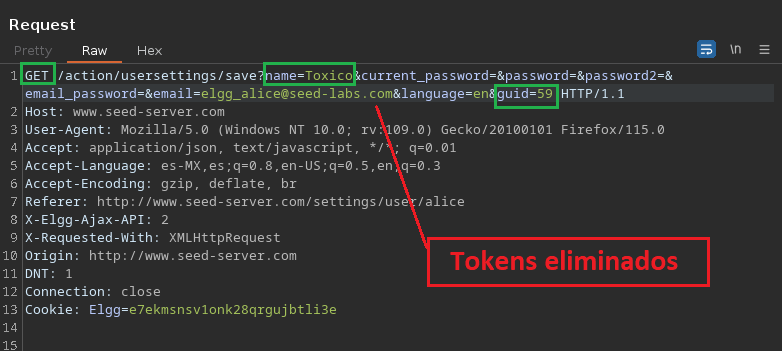 Request
Pretty Raw Hex \n
1 GET /action/usersettings/save?name=Toxico&current_password=&password=&password2=&
email_password=&email=elgg_alice@seed-labs.com&language=en&guid=59 HTTP/1.1
2 Host: www.seed-server.com
3 User-Agent: Mozilla/5.0 (Windows NT 10.0; rv:109.0) Gecko/20100101 Firefox/115.0
4 Accept: application/json, text/javascript, */*; q=0.01
5 Accept-Language: es-MX,es;q=0.8,en-US;q=0.5,en;q=0.3
6 Accept-Encoding: gzip, deflate, br
7 Referer: http://www.seed-server.com/settings/user/alice
8 X-Elgg-Ajax-API: 2
9 X-Requested-With: XMLHttpRequest
10 Origin: http://www.seed-server.com
11 DNT: 1
12 Connection: close
13 Cookie: Elgg=e7ekmsnsv1onk28qrgujbtli3e
14
15
Tokens eliminados